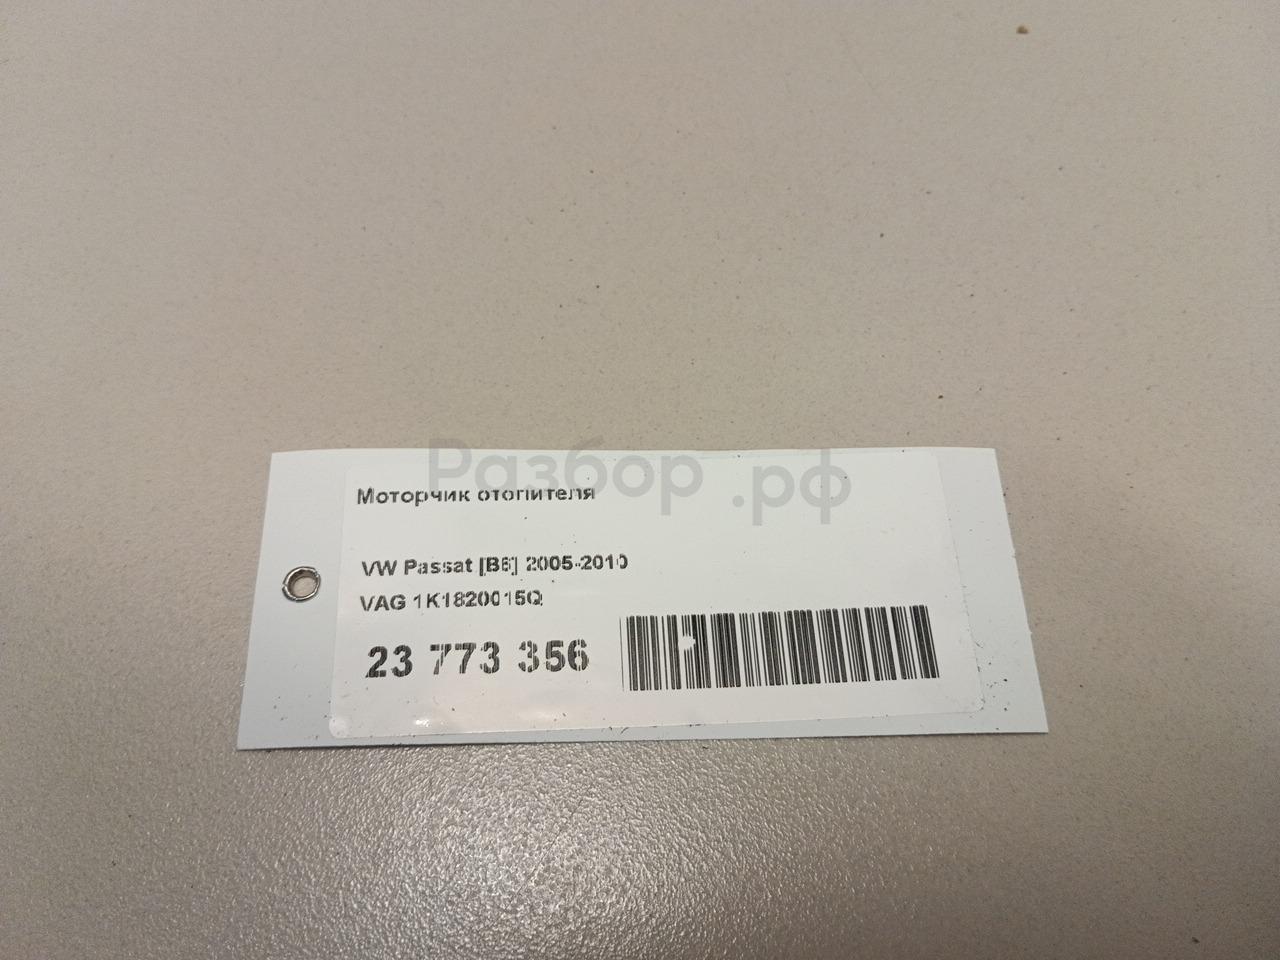 Разбор.рф
Моторчик отопителя
VW Passat [B6] 2005-2010
VAG 1K1820015Q
23 773 356